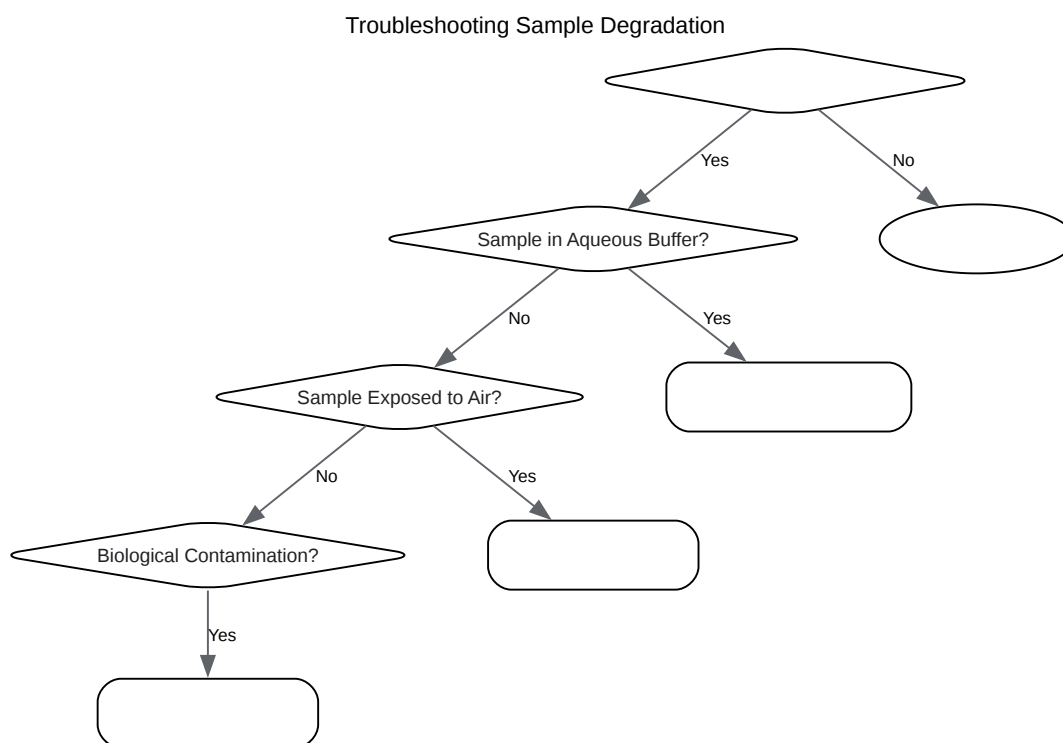 Troubleshooting Sample Degradation
Yes
No
Sample in Aqueous Buffer?
No
Yes
Sample Exposed to Air?
No
Yes
Biological Contamination?
Yes